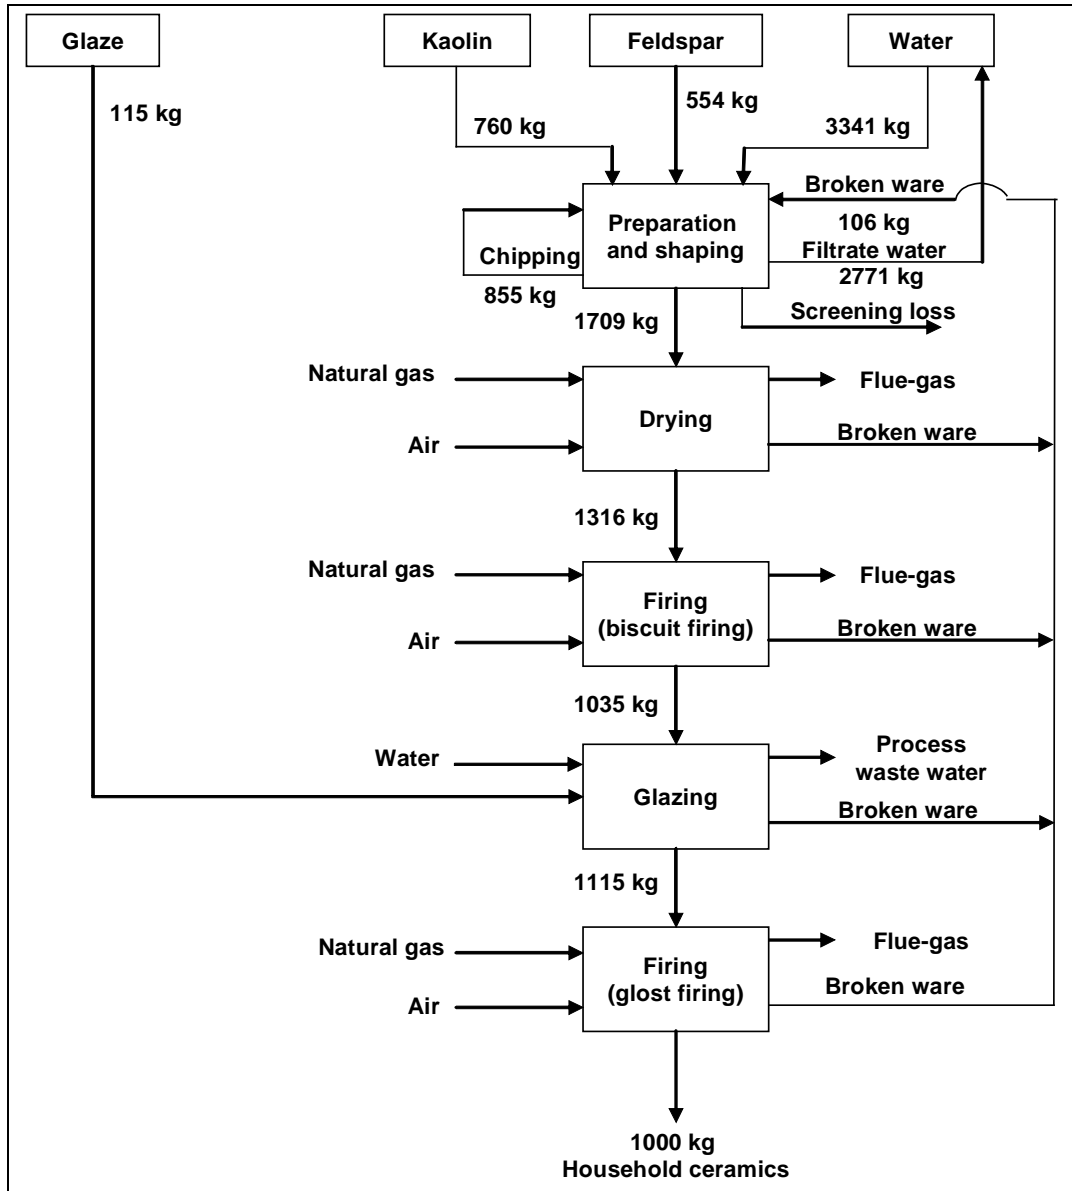 Glaze
Kaolin
Feldspar
Water
115 kg
760 kg
554 kg
3341 kg
Broken ware
106 kg
Preparation
and shaping
Chipping
855 kg
Filtrate water
2771 kg
Screening loss
1709 kg
Natural gas
Flue-gas
Drying
Air
Broken ware
1316 kg
Natural gas
Flue-gas
Firing
(biscuit firing)
Air
Broken ware
1035 kg
Water
Process
waste water
Glazing
Broken ware
1115 kg
Natural gas
Flue-gas
Firing
(glost firing)
Air
Broken ware
1000 kg
Household ceramics